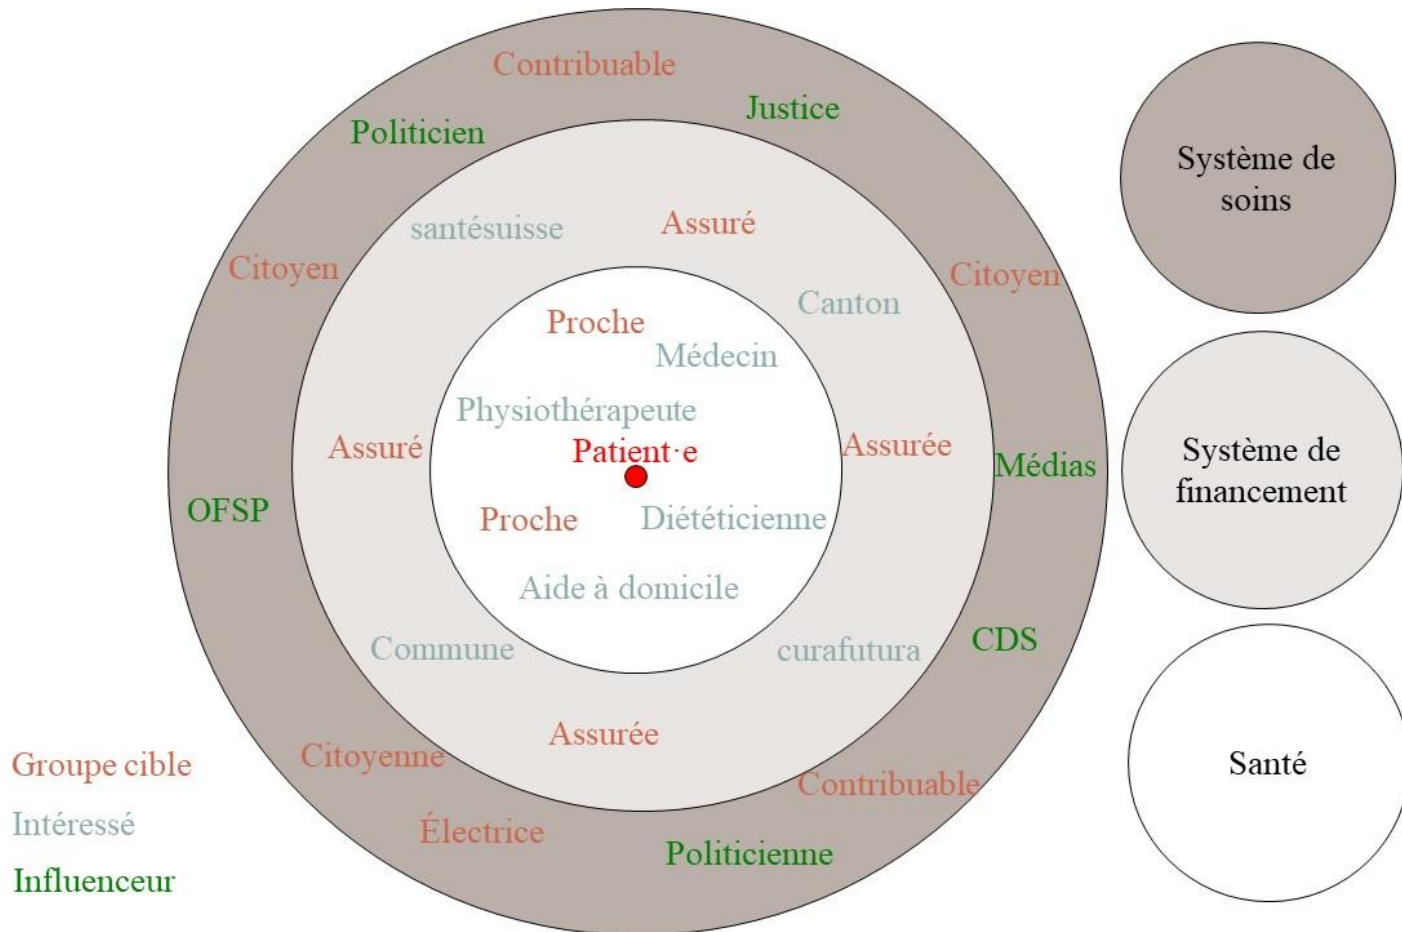 Contribuable
Justice
Politicien
santésuisse
Assuré
Citoyen
Citoyen
Canton
Proche
Médecin
Physiothérapeute
Assuré
Patient·e
Assurée
Médias
OFSP
Proche
Diététicienne
Aide à domicile
Commune
curafutura
CDS
Assurée
Citoyenne
Contribuable
Électrice
Politicienne
Système de
soins
Système de
financement
Santé
Groupe cible
Intéressé
Influenceur